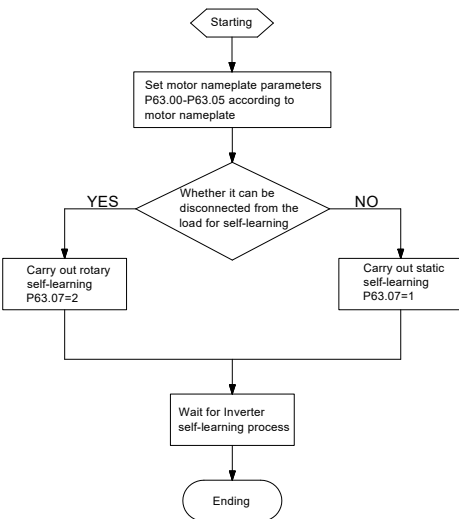 Starting
Set motor nameplate parameters
P63.00-P63.05 according to
motor nameplate
Whether it can be
disconnected from the
load for self-learning
YES
NO
Carry out rotary
self-learning
P63.07=2
Carry out static
self-learning
P63.07=1
Wait for Inverter
self-learning process
Ending